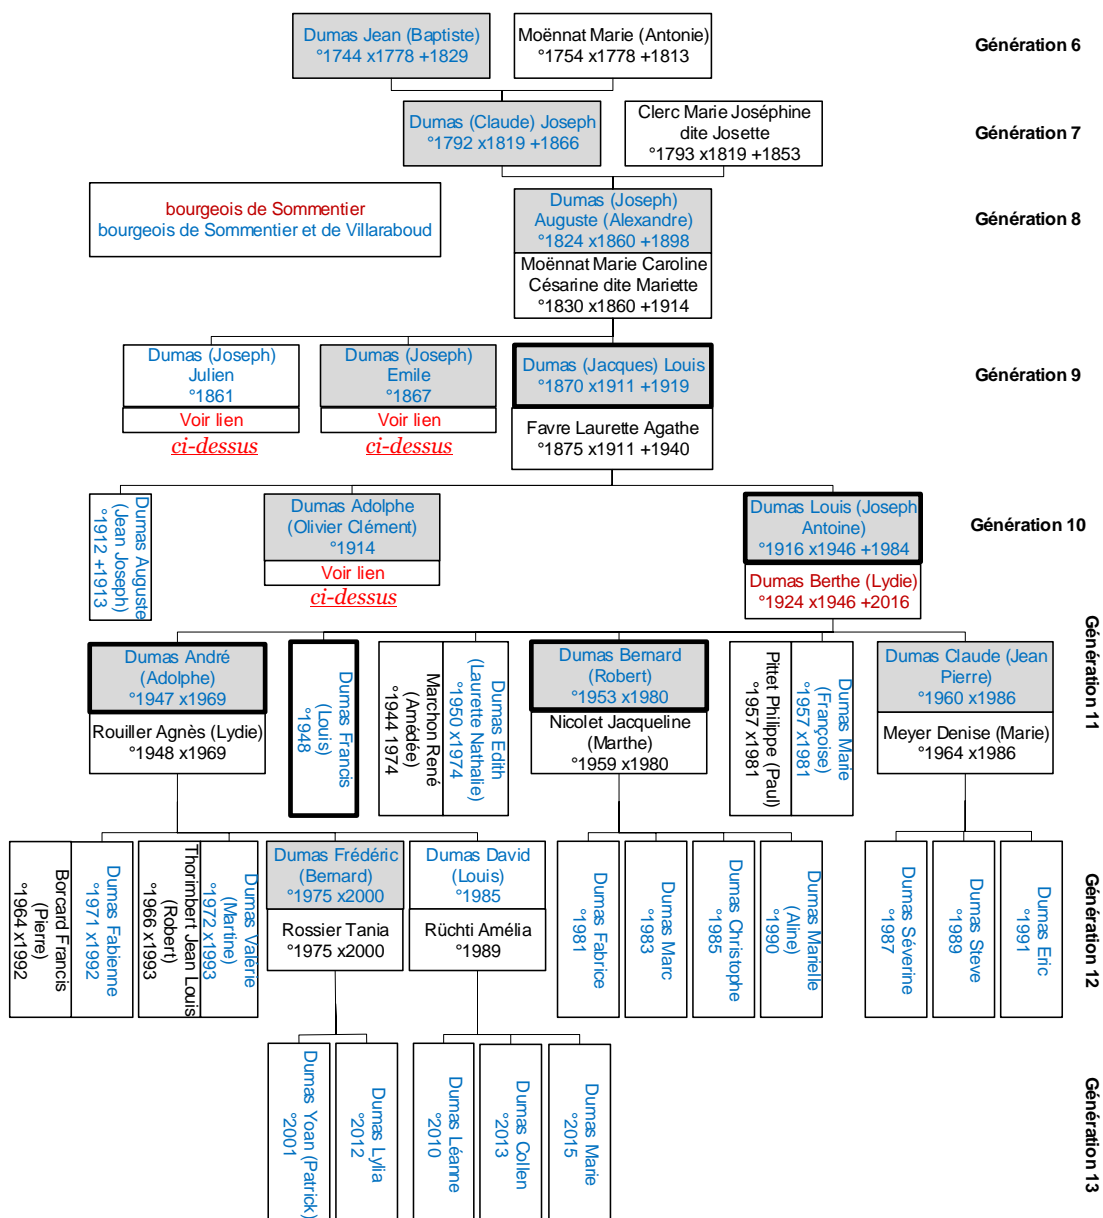 Dumas Jean (Baptiste)
°1744 x1778 +1829
Moënnat Marie (Antonie)
°1754 x1778 +1813
Génération 6
Dumas (Claude) Joseph
°1792 x1819 +1866
Clerc Marie Joséphine
dite Josette
°1793 x1819 +1853
Génération 7
bourgeois de Sommentier
bourgeois de Sommentier et de Villaraboud
Dumas (Joseph)
Auguste (Alexandre)
°1824 x1860 +1898
Moënnat Marie Caroline
Césarine dite Mariette
°1830 x1860 +1914
Génération 8
Dumas (Joseph)
Julien
°1861
Voir lien
ci-dessus
Dumas (Joseph)
Emile
°1867
Voir lien
ci-dessus
Dumas (Jacques) Louis
°1870 x1911 +1919
Favre Laurette Agathe
°1875 x1911 +1940
Génération 9
Dumas Auguste
(Jean Joseph)
°1912 +1913
Dumas Adolphe
(Olivier Clément)
°1914
Voir lien
ci-dessus
Dumas Louis (Joseph
Antoine)
°1916 x1946 +1984
Dumas Berthe (Lydie)
°1924 x1946 +2016
Génération 10
Dumas André
(Adolphe)
°1947 x1969
Rouiller Agnès (Lydie)
°1948 x1969
Dumas Francis
(Louis)
°1948
Dumas Edith
(Laurette Nathalie)
°1950 x1974
Marchon René
(Amédée)
°1944 1974
Dumas Bernard
(Robert)
°1953 x1980
Nicolet Jacqueline
(Marthe)
°1959 x1980
Dumas Marie
(Françoise)
°1957 x1981
Pittet Philippe (Paul)
°1957 x1981
Dumas Claude (Jean
Pierre)
°1960 x1986
Meyer Denise (Marie)
°1964 x1986
Génération 11
Dumas Fabienne
°1971 x1992
Borcard Francis
(Pierre)
°1964 x1992
Dumas Valérie
(Martine)
°1972 x1993
Thorimbert Jean Louis
(Robert)
°1966 x1993
Dumas Frédéric
(Bernard)
°1975 x2000
Rossier Tania
°1975 x2000
Dumas David
(Louis)
°1985
Rüchti Amélia
°1989
Dumas Fabrice
°1981
Dumas Marc
°1983
Dumas Christophe
°1985
Dumas Marielle
(Aline)
°1990
Dumas Séverine
°1987
Dumas Steve
°1989
Dumas Eric
°1991
Génération 12
Dumas Yoan (Patrick)
°2001
Dumas Lylia
°2012
Dumas Léanne
°2010
Dumas Collen
°2013
Dumas Marie
°2015
Génération 13